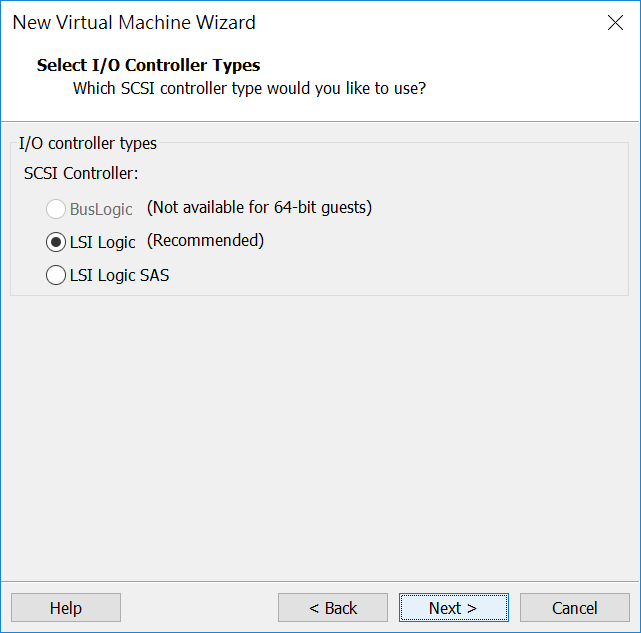 New Virtual Machine Wizard
Select I/O Controller Types
Which SCSI controller type would you like to use?
I/O controller types
SCSI Controller:
BusLogic (Not available for 64-bit guests)
LSI Logic (Recommended)
LSI Logic SAS
Help < Back Next > Cancel